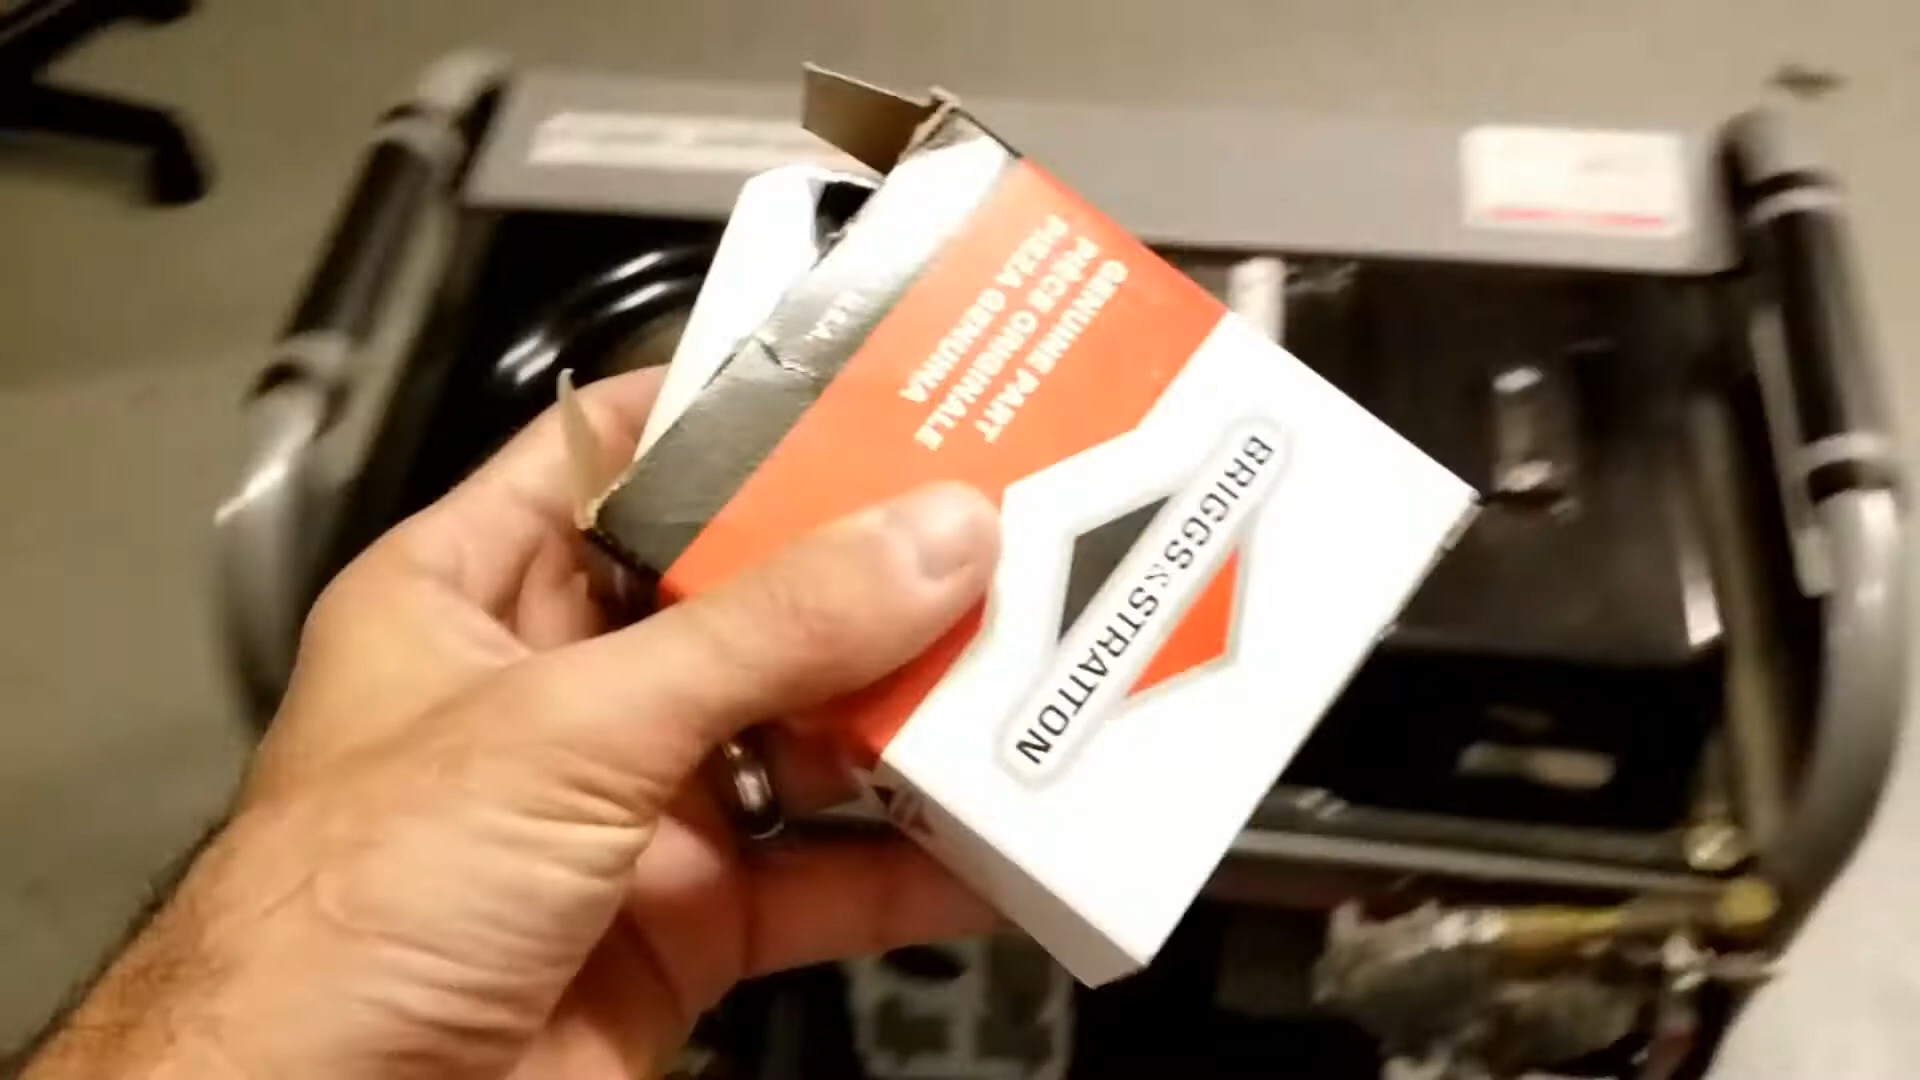 GENUINE PART
PIÈCE ORIGINALE
PIEZA GENUINA
BRIGGS&STRATTON
U.S.A.